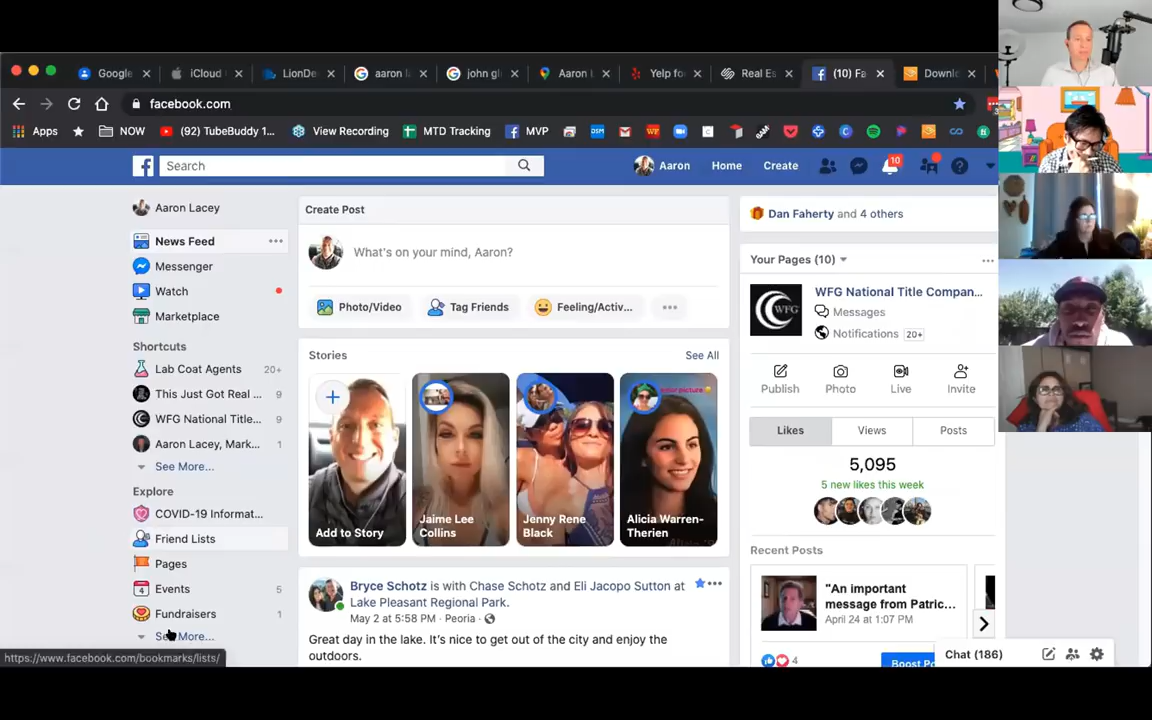 Google
iCloud
LionDe
aaron l
john gl
Aaron L
Yelp fo
Real Es
(10) Fa
Downl
facebook.com
Apps
NOW
(92) TubeBuddy 1...
View Recording
MTD Tracking
MVP
Search
Aaron
Home
Create
10
Aaron Lacey
News Feed
Messenger
Watch
Marketplace
Shortcuts
Lab Coat Agents 20+
This Just Got Real ... 9
WFG National Title... 9
Aaron Lacey, Mark... 1
See More...
Explore
COVID-19 Informat...
Friend Lists
Pages
Events 5
Fundraisers 1
See More...
https://www.facebook.com/bookmarks/lists/
Create Post
What's on your mind, Aaron?
Photo/Video
Tag Friends
Feeling/Activ...
Stories
See All
Add to Story
Jaime Lee
Collins
Jenny Rene
Black
Alicia Warren-
Therien
Bryce Schotz is with Chase Schotz and Eli Jacopo Sutton at
Lake Pleasant Regional Park.
May 2 at 5:58 PM · Peoria ·
Great day in the lake. It's nice to get out of the city and enjoy the
outdoors.
Dan Faherty and 4 others
Your Pages (10)
WFG National Title Compan...
WFG
Messages
Notifications 20+
Publish
Photo
Live
Invite
Likes
Views
Posts
5,095
5 new likes this week
Recent Posts
"An important
message from Patric...
April 24 at 1:07 PM
4
Boost Po
Chat (186)